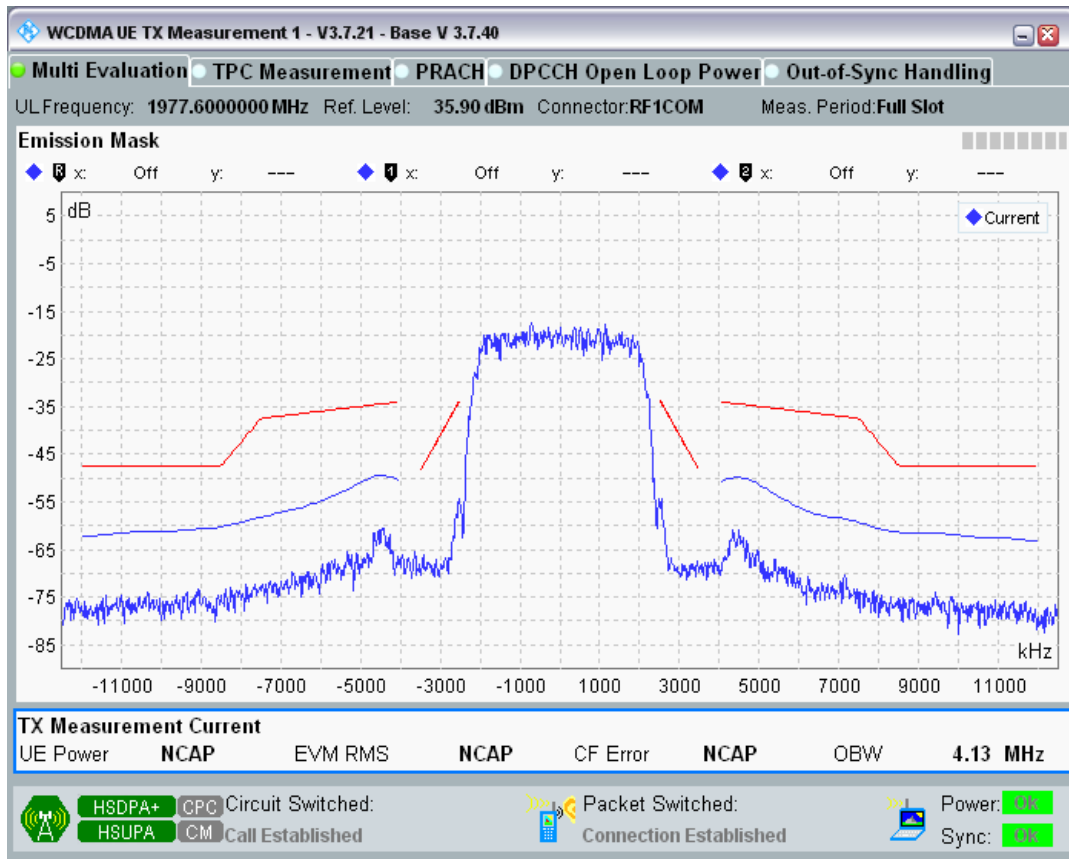 WCDMA UE TX Measurement 1 - V3.7.21 - Base V 3.7.40
Multi Evaluation TPC Measurement PRACH DPCCH Open Loop Power Out-of-Sync Handling
UL Frequency: 1977.6000000 MHz Ref. Level: 35.90 dBm Connector:RF1COM Meas. Period:Full Slot
Emission Mask
R x: Off y: --- 1 x: Off y: --- 2 x: Off y: ---
dB
Current
5
-5
-15
-25
-35
-45
-55
-65
-75
-85
kHz
-11000 -9000 -7000 -5000 -3000 -1000 1000 3000 5000 7000 9000 11000
TX Measurement Current
UE Power NCAP EVM RMS NCAP CF Error NCAP OBW 4.13 MHz
HSDPA+ CPC Circuit Switched: Packet Switched: Power: Ok
HSUPA CM Call Established Connection Established Sync: Ok